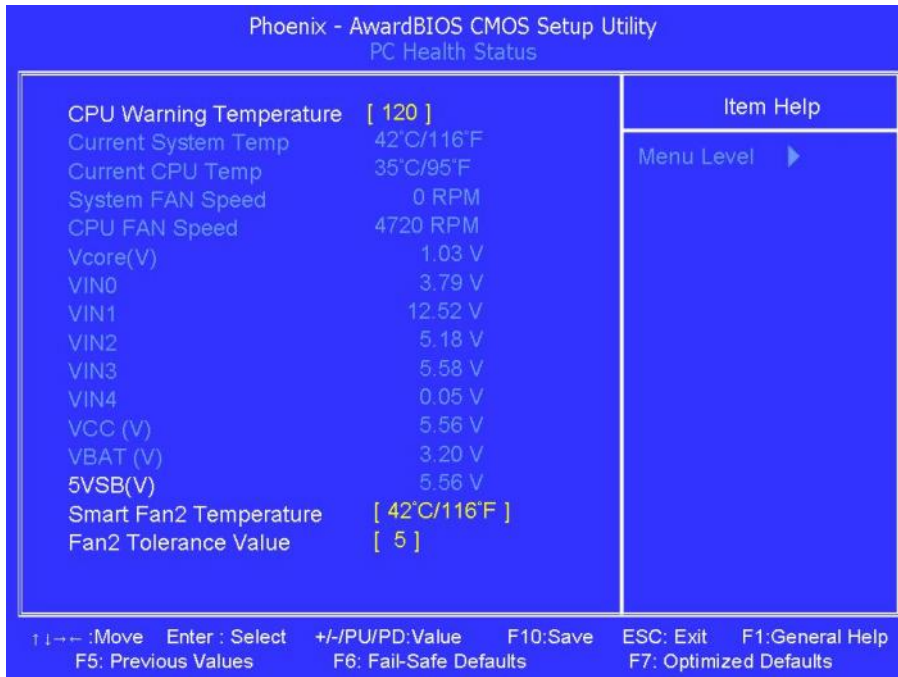 Phoenix - AwardBIOS CMOS Setup Utility
PC Health Status
CPU Warning Temperature [ 120 ]
Current System Temp 42°C/116°F
Current CPU Temp 35°C/95°F
System FAN Speed 0 RPM
CPU FAN Speed 4720 RPM
Vcore(V) 1.03 V
VIN0 3.79 V
VIN1 12.52 V
VIN2 5.18 V
VIN3 5.58 V
VIN4 0.05 V
VCC (V) 5.56 V
VBAT (V) 3.20 V
5VSB(V) 5.56 V
Smart Fan2 Temperature [ 42°C/116°F ]
Fan2 Tolerance Value [ 5 ]
Item Help
Menu Level
↑↓→← :Move Enter : Select +/-/PU/PD:Value F10:Save ESC: Exit F1:General Help
F5: Previous Values F6: Fail-Safe Defaults F7: Optimized Defaults